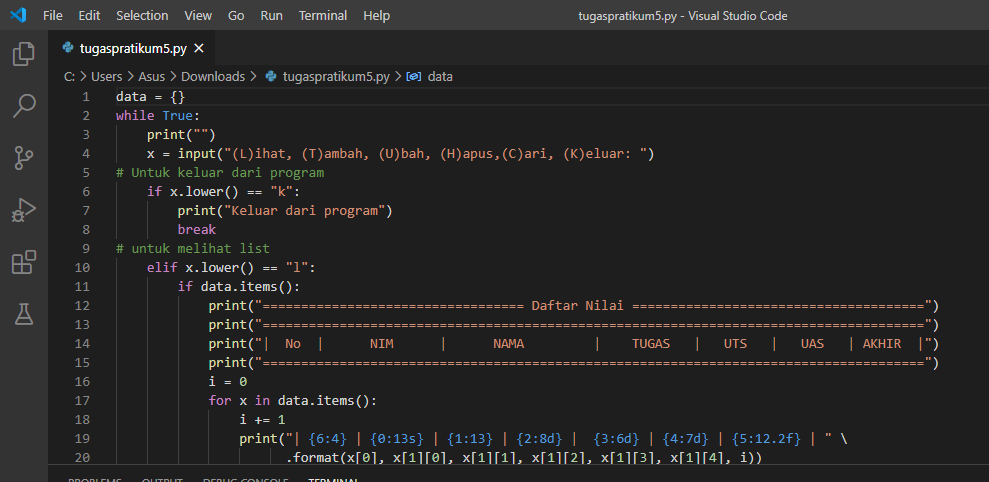 File Edit Selection View Go Run Terminal Help tugaspratikum5.py - Visual Studio Code
tugaspratikum5.py ×
C: > Users > Asus > Downloads > tugaspratikum5.py > data
1 data = {}
2 while True:
3 print("")
4 x = input("(L)ihat, (T)ambah, (U)bah, (H)apus,(C)ari, (K)eluar: ")
5 # Untuk keluar dari program
6 if x.lower() == "k":
7 print("Keluar dari program")
8 break
9 # untuk melihat list
10 elif x.lower() == "l":
11 if data.items():
12 print("================================== Daftar Nilai ======================================")
13 print("======================================================================================")
14 print("| No | NIM | NAMA | TUGAS | UTS | UAS | AKHIR |")
15 print("======================================================================================")
16 i = 0
17 for x in data.items():
18 i += 1
19 print("| {6:4} | {0:13s} | {1:13} | {2:8d} | {3:6d} | {4:7d} | {5:12.2f} | " \
20 .format(x[0], x[1][0], x[1][1], x[1][2], x[1][3], x[1][4], i))
PROBLEMS OUTPUT DEBUG CONSOLE TERMINAL